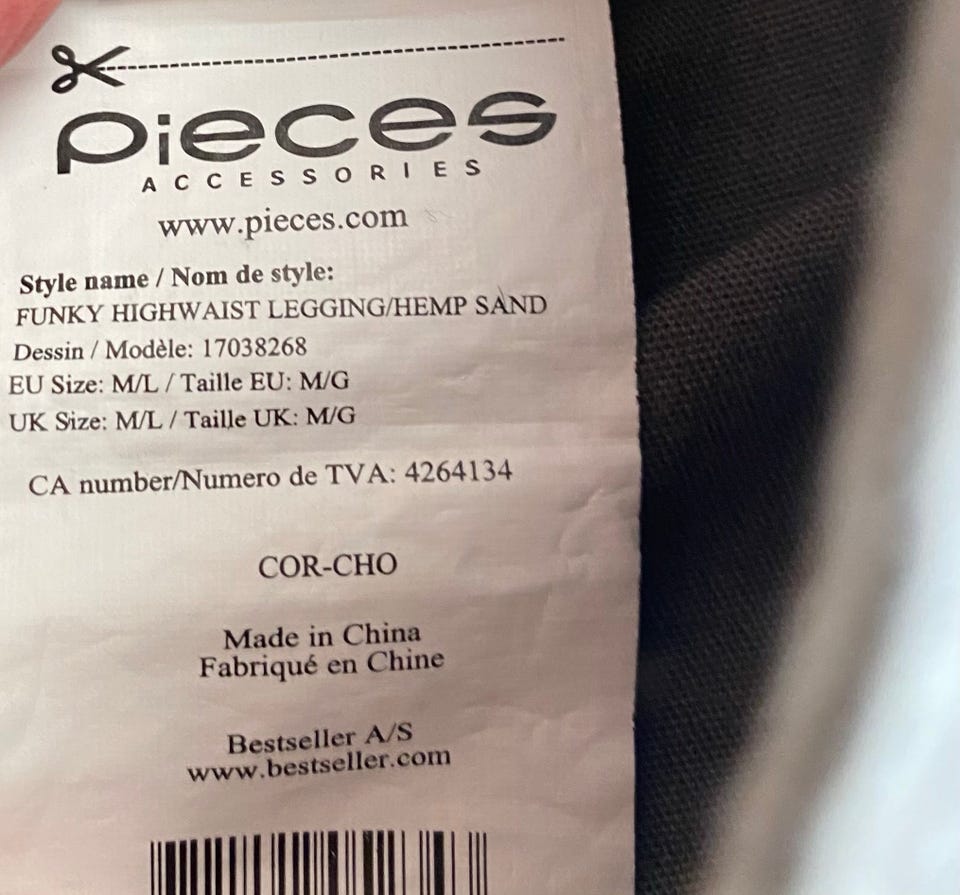 Pieces
ACCESSORIES
www.pieces.com
Style name / Nom de style:
FUNKY HIGHWAIST LEGGING/HEMP SAND
Dessin / Modèle: 17038268
EU Size: M/L / Taille EU: M/G
UK Size: M/L / Taille UK: M/G
CA number/Numero de TVA: 4264134
COR-CHO
Made in China
Fabriqué en Chine
Bestseller A/S
www.bestseller.com